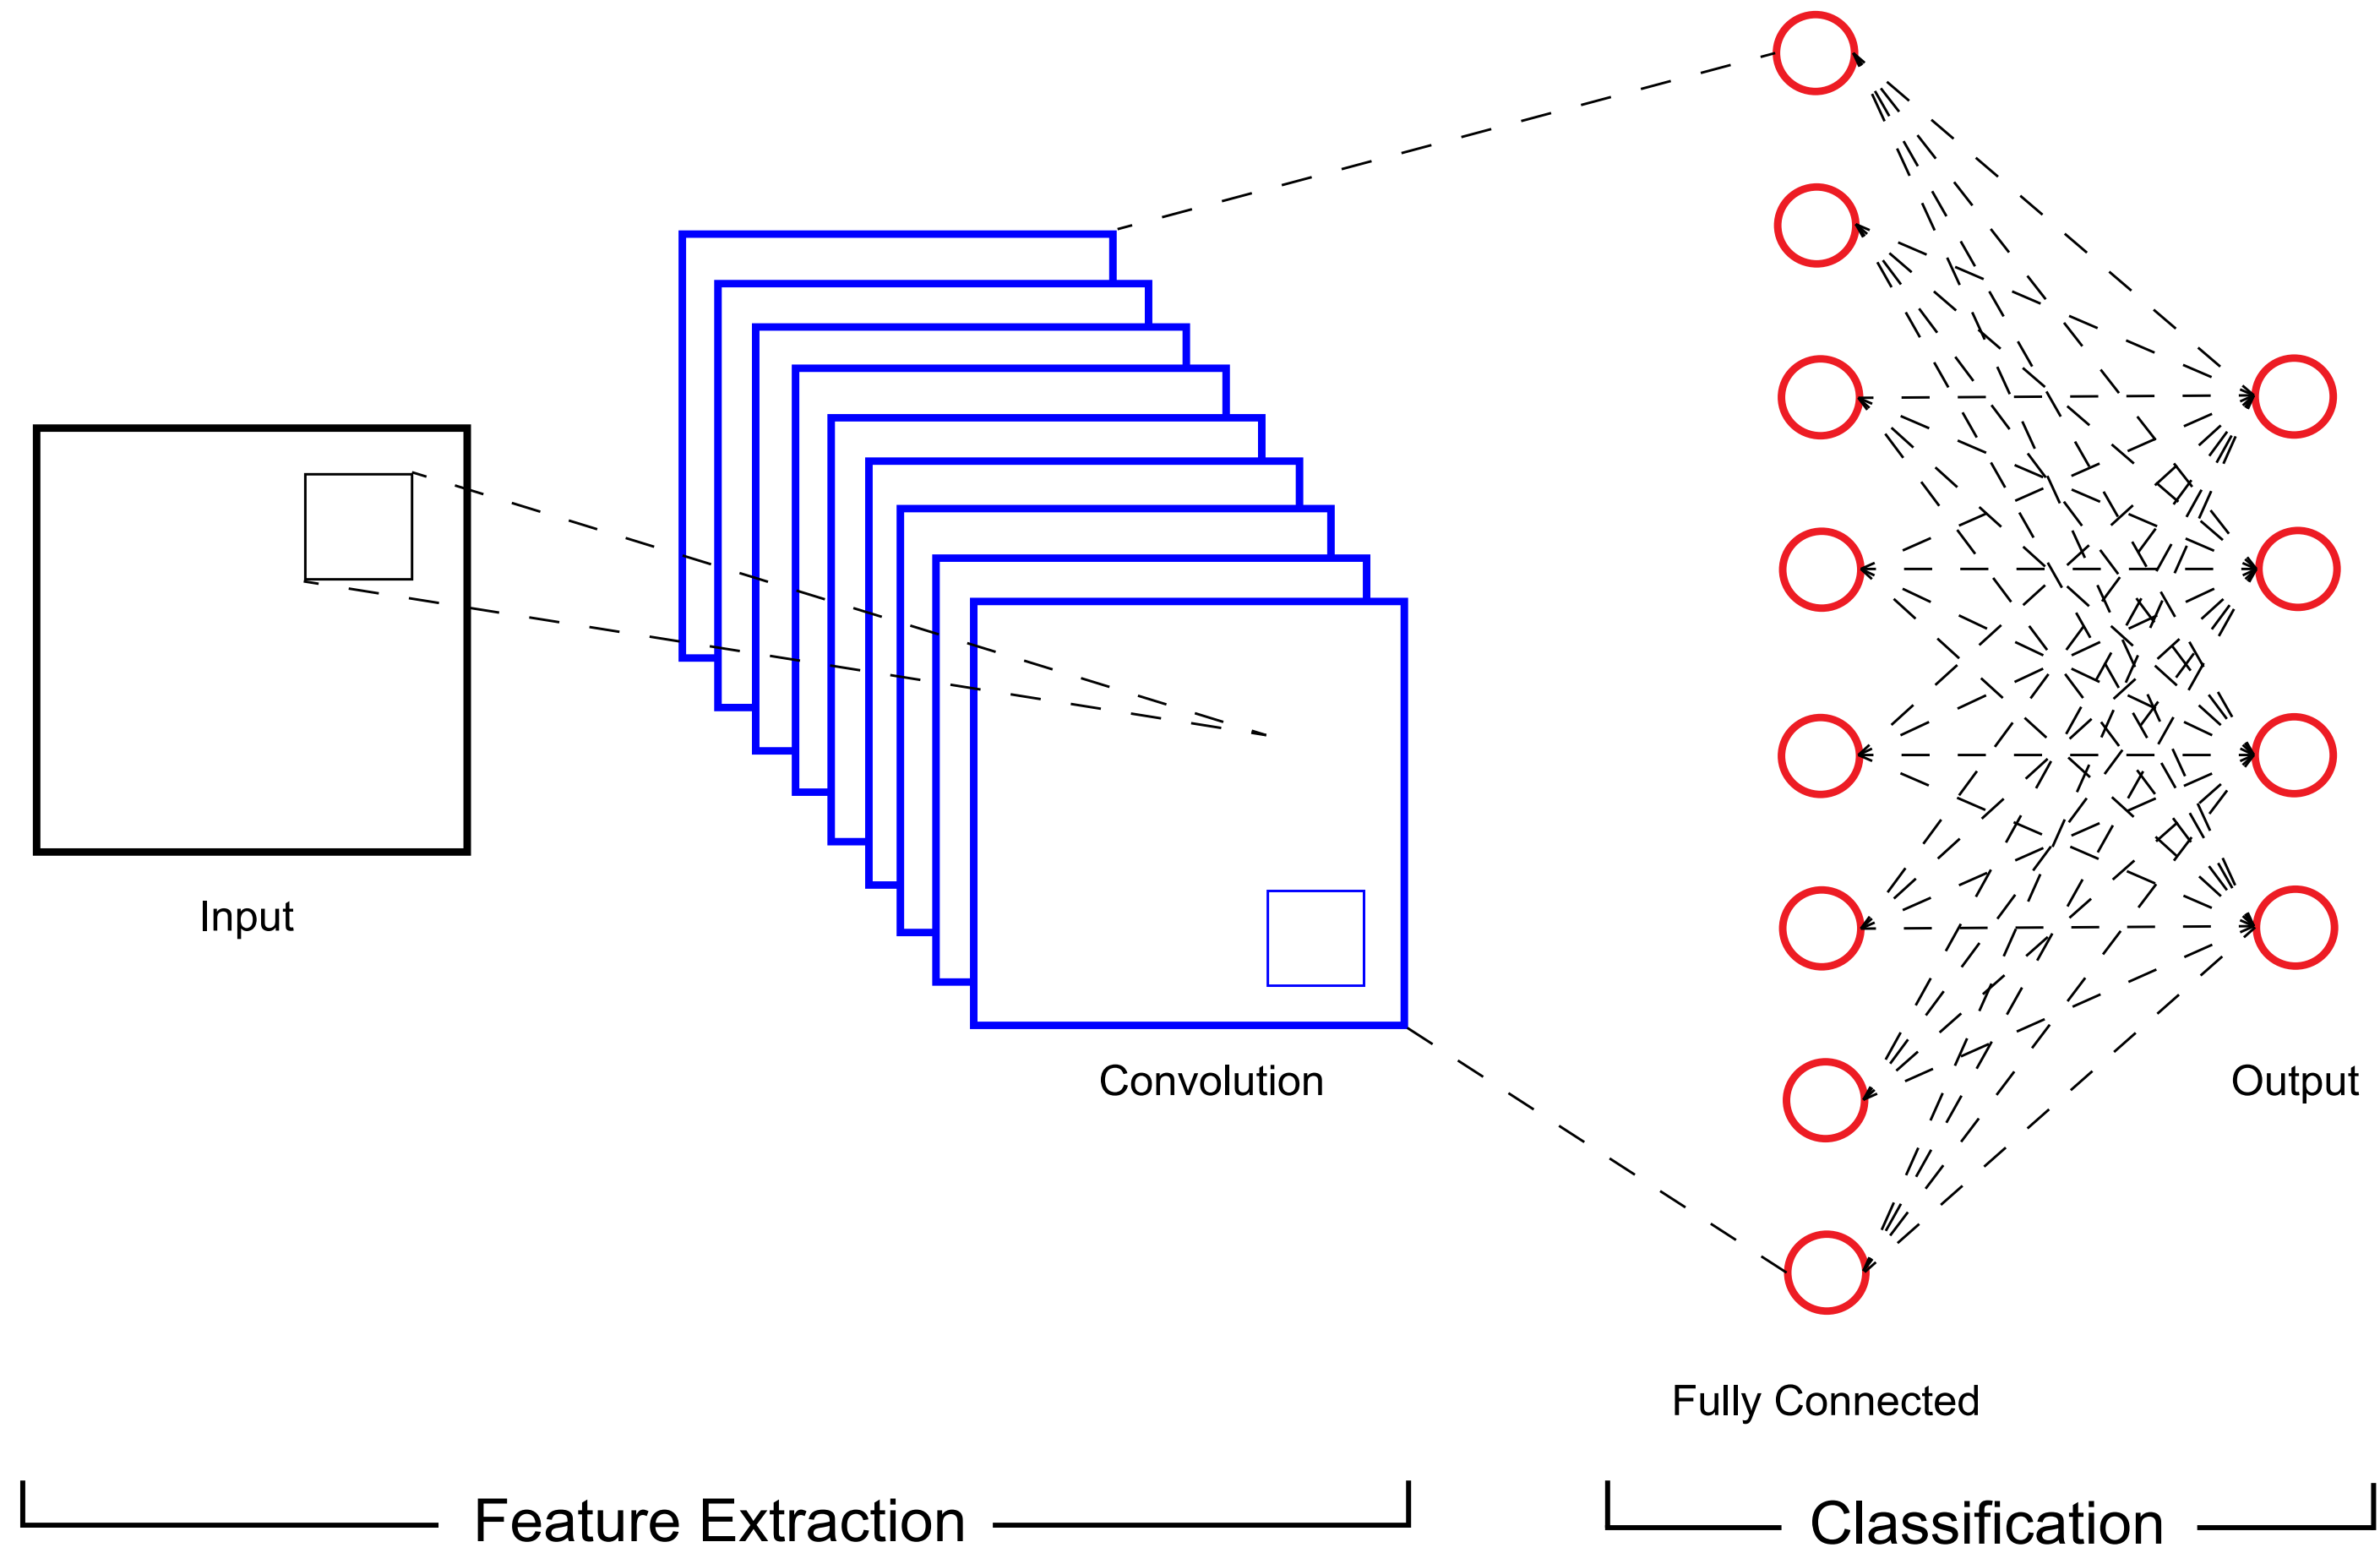 Input
Convolution
Output
Fully Connected
Feature Extraction
Classification